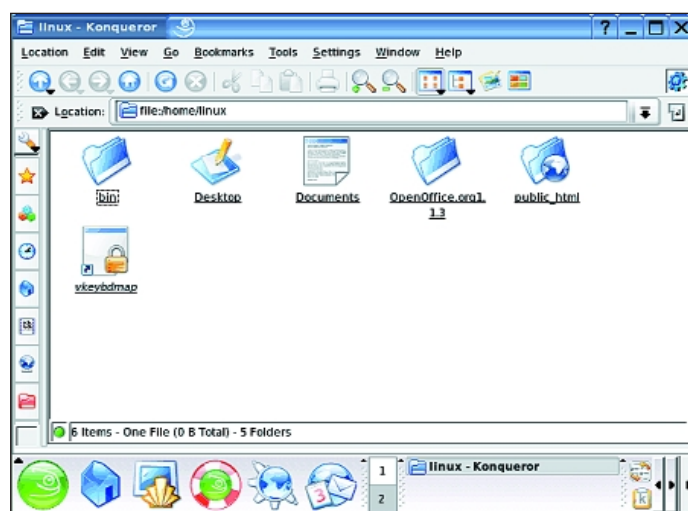 linux - Konqueror
Location Edit View Go Bookmarks Tools Settings Window Help
Location: file:/home/linux
bin
Desktop
Documents
OpenOffice.org1.
1.3
public_html
vkeybdmap
6 Items - One File (0 B Total) - 5 Folders
1
2
3
linux - Konqueror